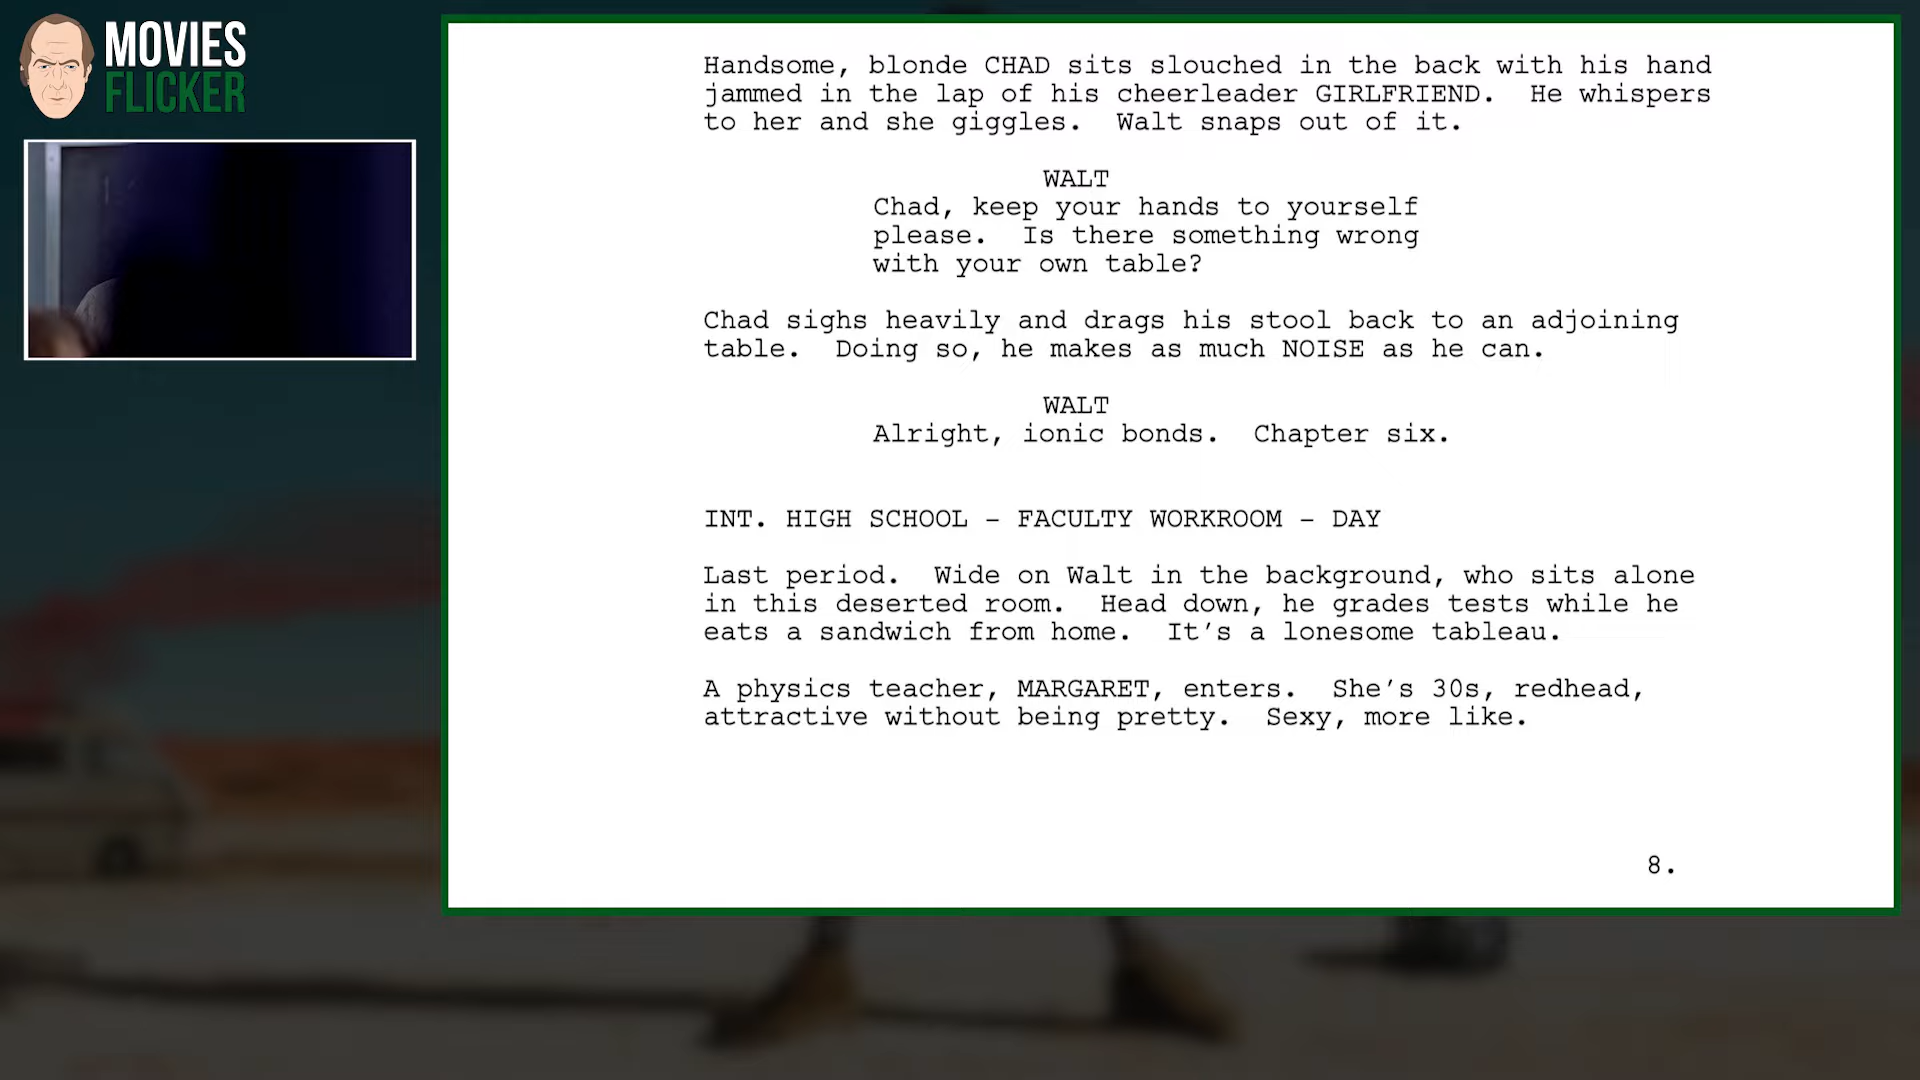 MOVIES
FLICKER
Handsome, blonde CHAD sits slouched in the back with his hand
jammed in the lap of his cheerleader GIRLFRIEND.  He whispers
to her and she giggles.  Walt snaps out of it.
WALT
Chad, keep your hands to yourself
please.  Is there something wrong
with your own table?
Chad sighs heavily and drags his stool back to an adjoining
table.  Doing so, he makes as much NOISE as he can.
WALT
Alright, ionic bonds.  Chapter six.
INT. HIGH SCHOOL – FACULTY WORKROOM – DAY
Last period.  Wide on Walt in the background, who sits alone
in this deserted room.  Head down, he grades tests while he
eats a sandwich from home.  It’s a lonesome tableau.
A physics teacher, MARGARET, enters.  She’s 30s, redhead,
attractive without being pretty.  Sexy, more like.
8.